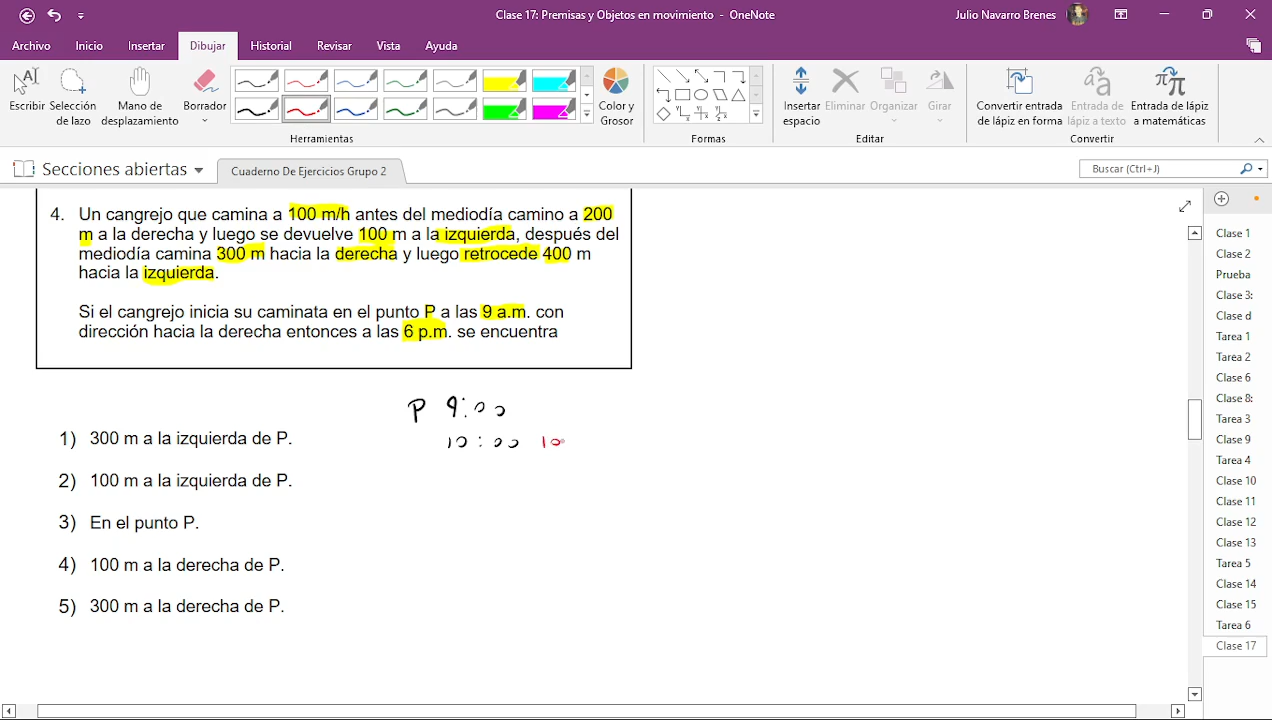 Clase 17: Premisas y Objetos en movimiento - OneNote
Julio Navarro Brenes
Archivo Inicio Insertar Dibujar Historial Revisar Vista Ayuda
Escribir
Selección de lazo
Mano de desplazamiento
Borrador
Color y Grosor
Insertar espacio
Eliminar
Organizar
Girar
Convertir entrada de lápiz en forma
Entrada de lápiz a texto
Entrada de lápiz a matemáticas
Herramientas
Formas
Editar
Convertir
Secciones abiertas
Cuaderno De Ejercicios Grupo 2
Buscar (Ctrl+J)
4. Un cangrejo que camina a 100 m/h antes del mediodía camino a 200
m a la derecha y luego se devuelve 100 m a la izquierda, después del
mediodía camina 300 m hacia la derecha y luego retrocede 400 m
hacia la izquierda.
Si el cangrejo inicia su caminata en el punto P a las 9 a.m. con
dirección hacia la derecha entonces a las 6 p.m. se encuentra
P 9:00
10:00 10
1) 300 m a la izquierda de P.
2) 100 m a la izquierda de P.
3) En el punto P.
4) 100 m a la derecha de P.
5) 300 m a la derecha de P.
Clase 1
Clase 2
Prueba
Clase 3:
Clase d
Tarea 1
Tarea 2
Clase 6
Clase 8:
Tarea 3
Clase 9
Tarea 4
Clase 10
Clase 11
Clase 12
Clase 13
Tarea 5
Clase 14
Clase 15
Tarea 6
Clase 17